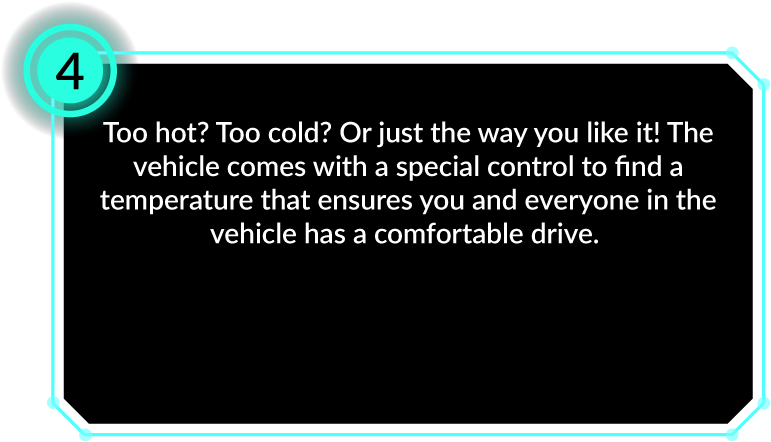 4
Too hot? Too cold? Or just the way you like it! The
vehicle comes with a special control to find a
temperature that ensures you and everyone in the
vehicle has a comfortable drive.